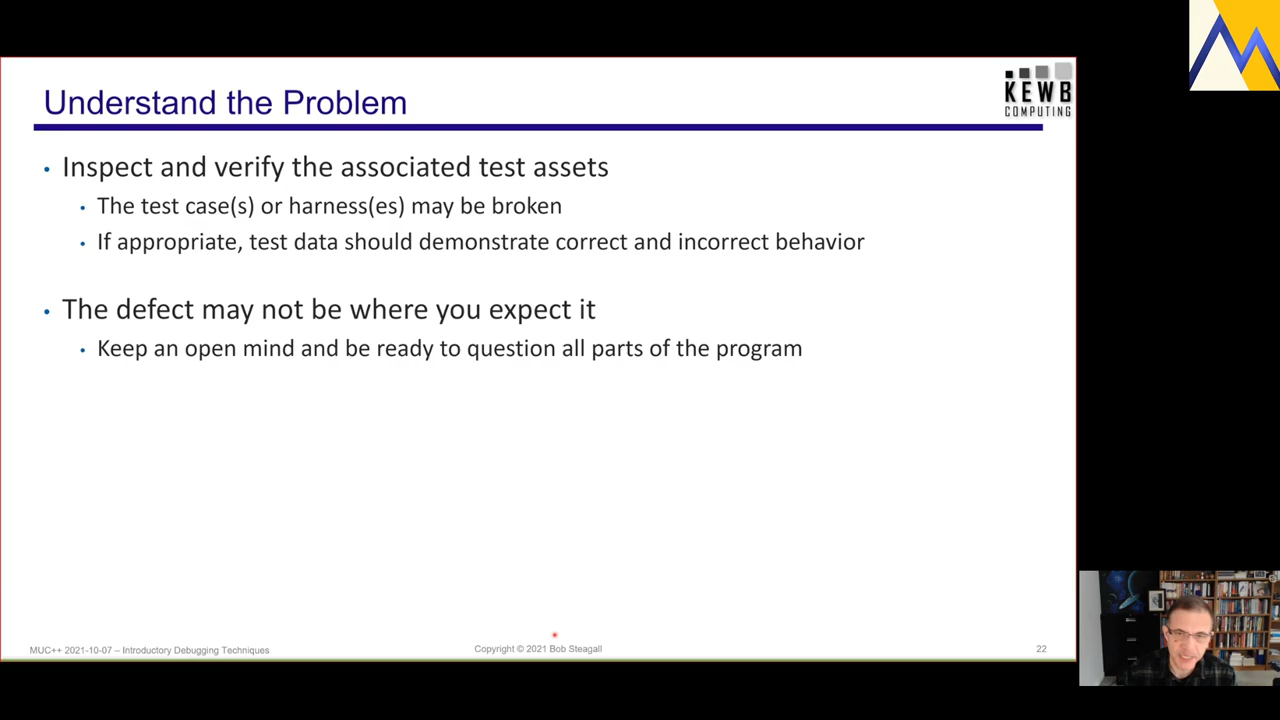 Understand the Problem
KEWB
COMPUTING
• Inspect and verify the associated test assets
• The test case(s) or harness(es) may be broken
• If appropriate, test data should demonstrate correct and incorrect behavior
• The defect may not be where you expect it
• Keep an open mind and be ready to question all parts of the program
MUC++ 2021-10-07 – Introductory Debugging Techniques
Copyright © 2021 Bob Steagall
22